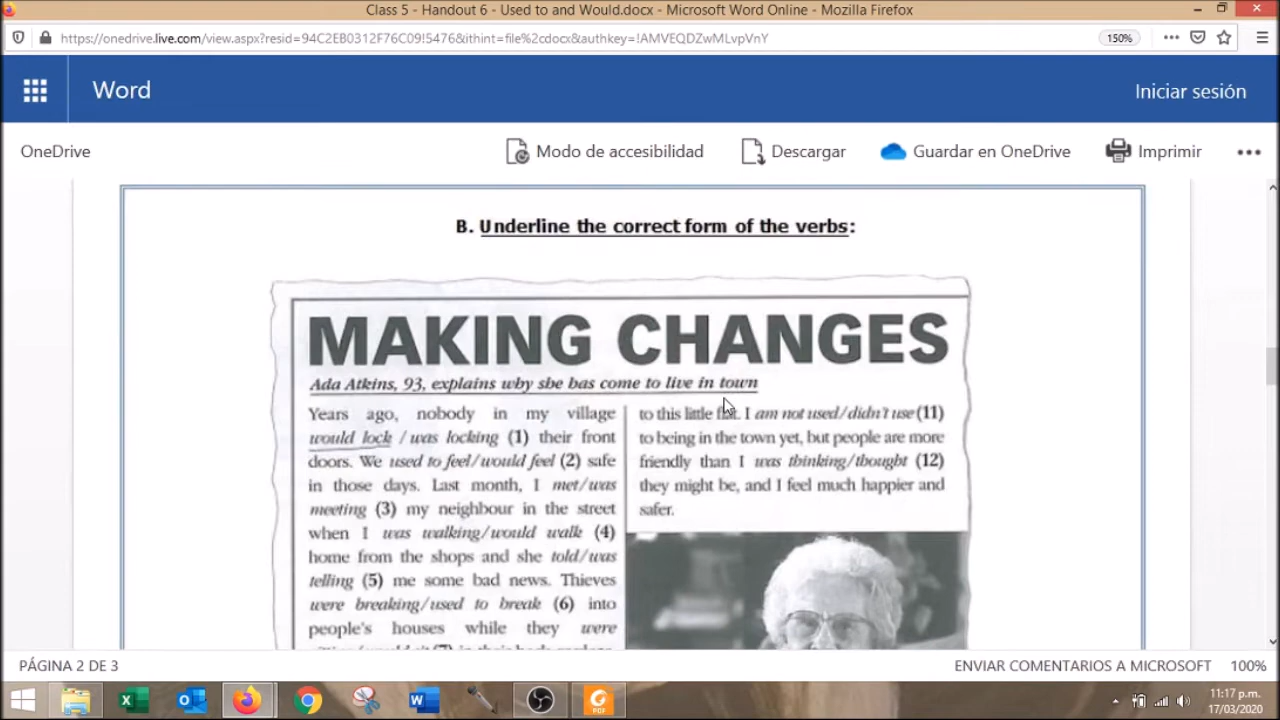 Class 5 - Handout 6 - Used to and Would.docx - Microsoft Word Online - Mozilla Firefox
https://onedrive.live.com/view.aspx?resid=94C2EB0312F76C09!5476&ithint=file%2cdocx&authkey=!AMVEQDZwMLvpVnY
150%
Word
Iniciar sesión
OneDrive
Modo de accesibilidad
Descargar
Guardar en OneDrive
Imprimir
B. Underline the correct form of the verbs:
MAKING CHANGES
Ada Atkins, 93, explains why she has come to live in town
Years ago, nobody in my village
would lock / was locking (1) their front
doors. We used to feel/would feel (2) safe
in those days. Last month, I met/was
meeting (3) my neighbour in the street
when I was walking/would walk (4)
home from the shops and she told/was
telling (5) me some bad news. Thieves
were breaking/used to break (6) into
people's houses while they were
to this little flat. I am not used/didn't use (11)
to being in the town yet, but people are more
friendly than I was thinking/thought (12)
they might be, and I feel much happier and
safer.
PÁGINA 2 DE 3
ENVIAR COMENTARIOS A MICROSOFT
100%
11:17 p.m.
17/03/2020